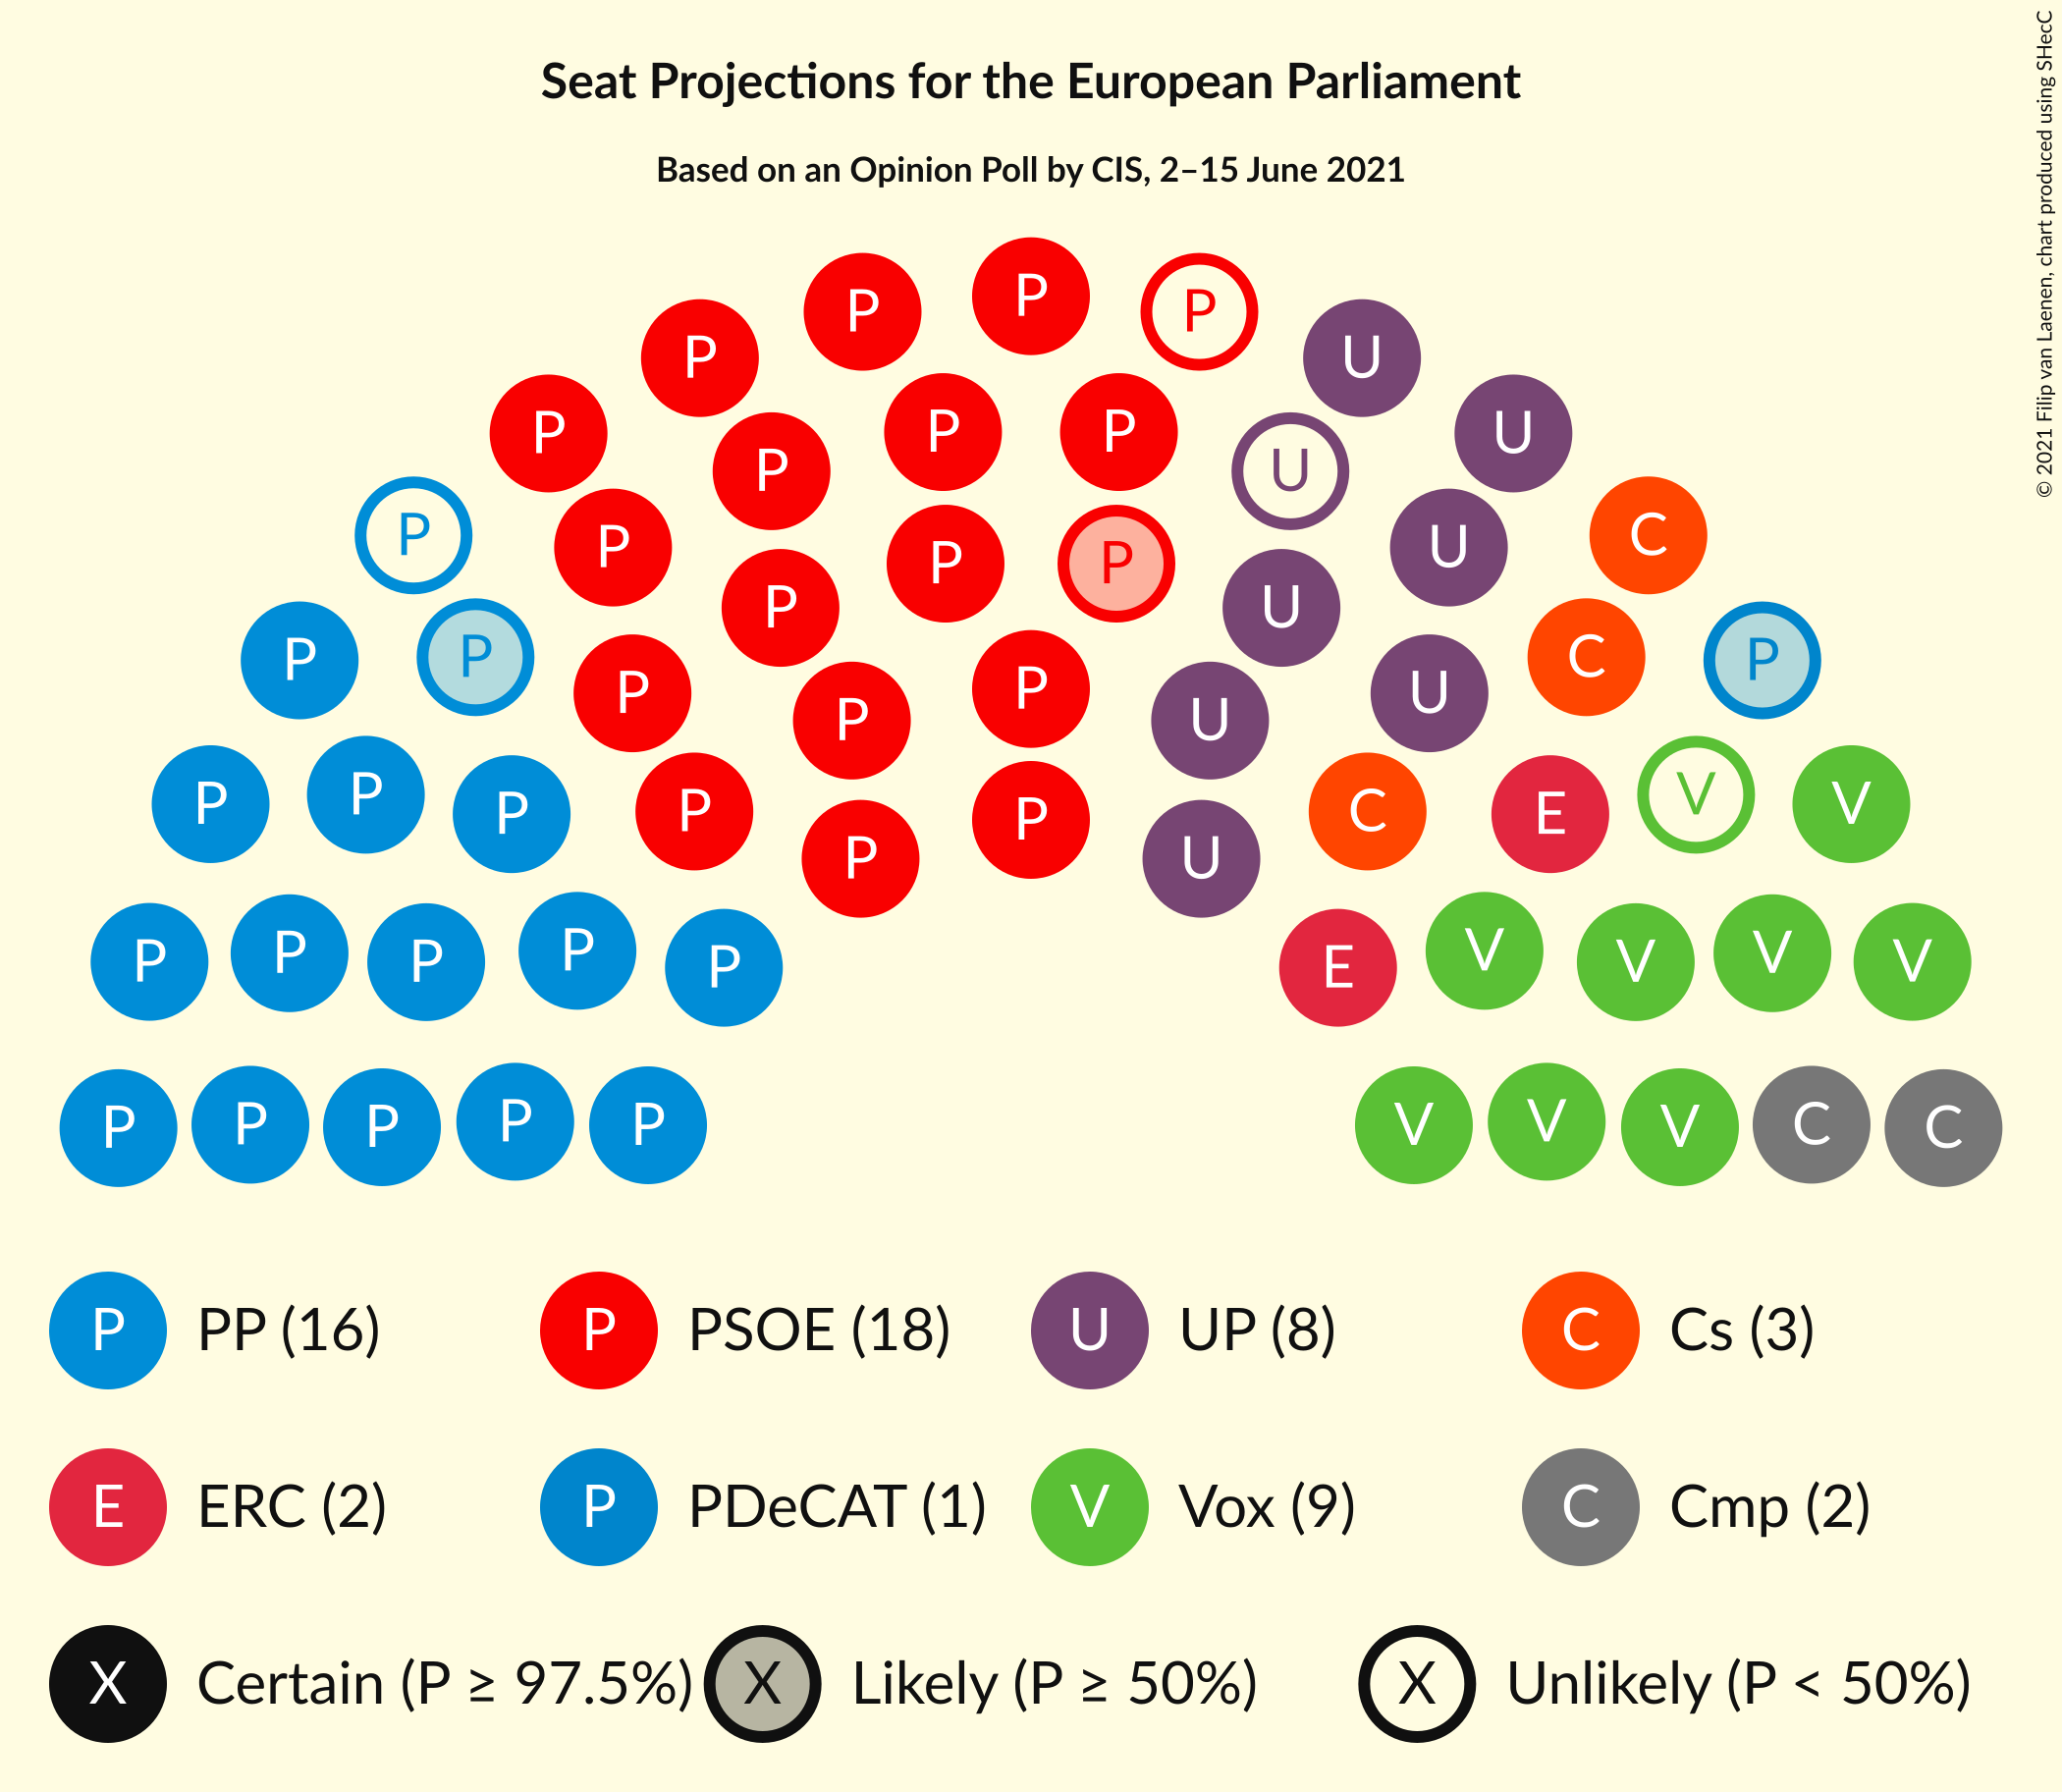 Seat Projections for the European Parliament
Based on an Opinion Poll by CIS, 2–15 June 2021
© 2021 Filip van Laenen, chart produced using SHecC
P
P P
P U
P U
P P P U
P U
P P U C
P P U
P P C
P P P
P P U
P P V
P P C E V
P P U
P P P P P E V V V V
P P P P P V V V C C
P PP (16) P PSOE (18) U UP (8) C Cs (3)
E ERC (2) P PDeCAT (1) V Vox (9) C Cmp (2)
X Certain (P ≥ 97.5%) X Likely (P ≥ 50%) X Unlikely (P < 50%)